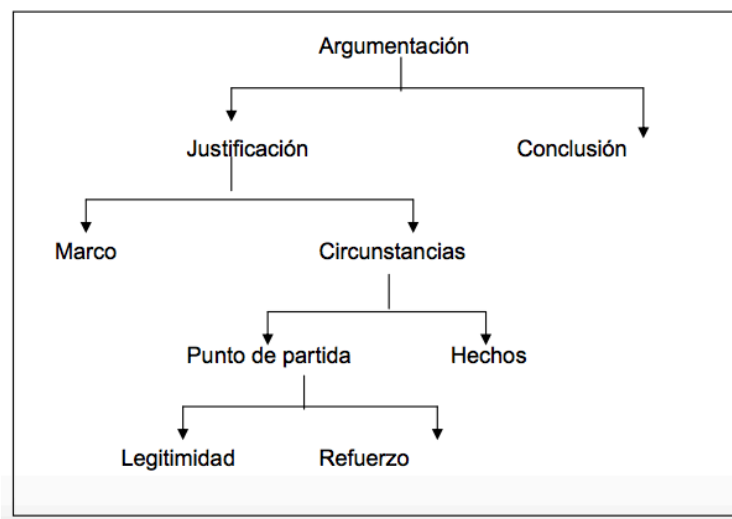 Argumentación
Justificación Conclusión
Marco Circunstancias
Punto de partida Hechos
Legitimidad Refuerzo